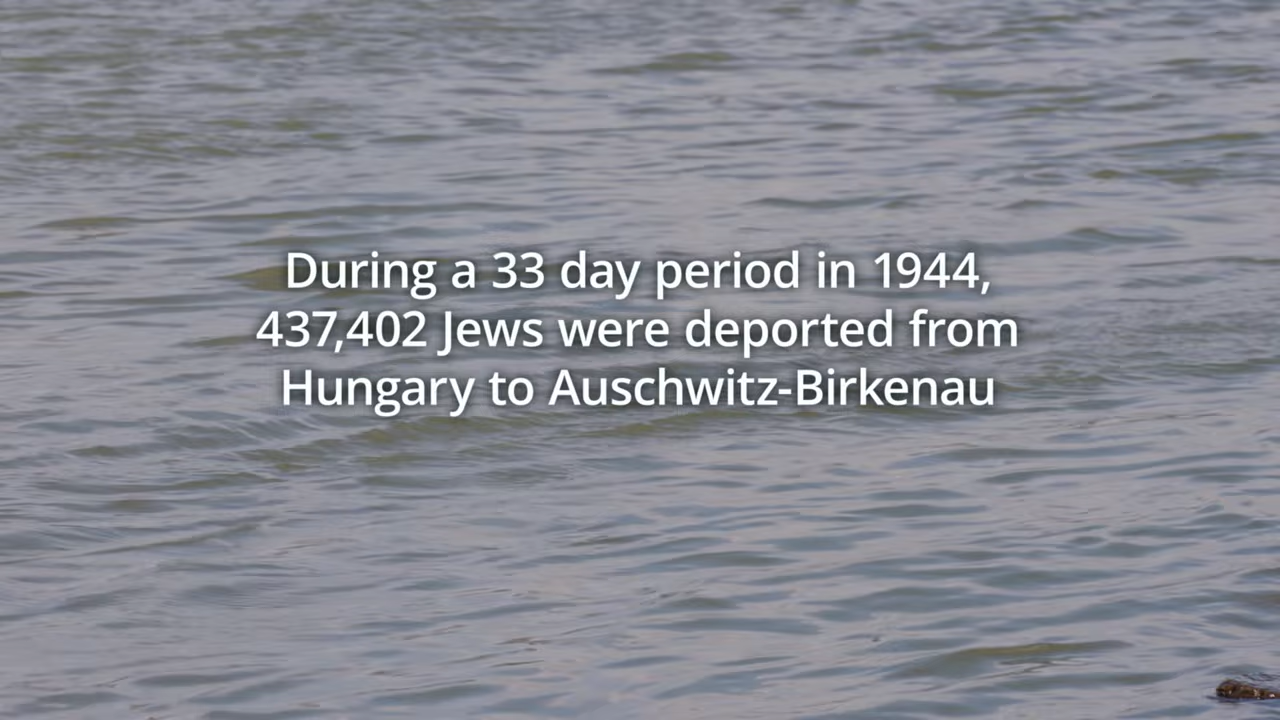 During a 33 day period in 1944,
437,402 Jews were deported from
Hungary to Auschwitz-Birkenau